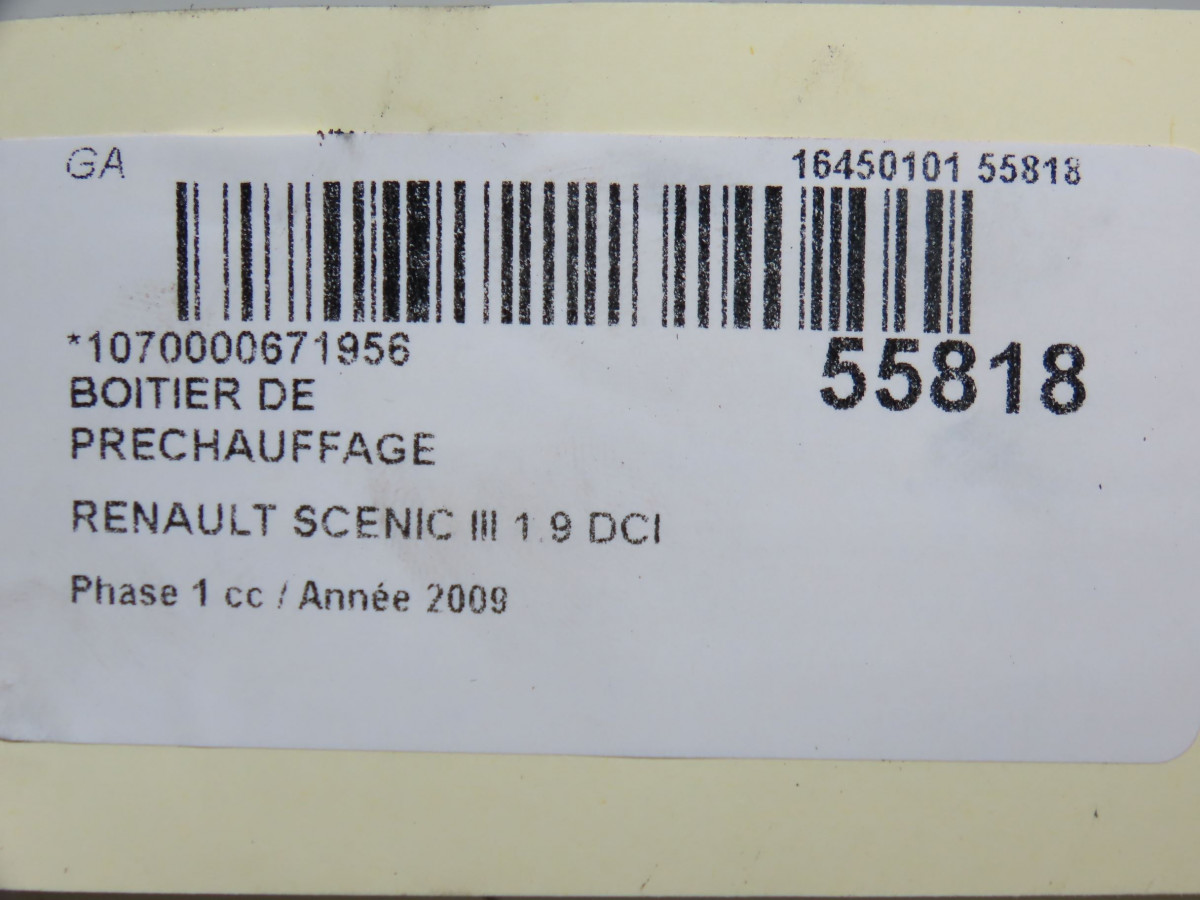 GA
16450101 55818
*1070000671956
55818
BOITIER DE
PRECHAUFFAGE
RENAULT SCENIC III 1.9 DCI
Phase 1 cc / Année 2009